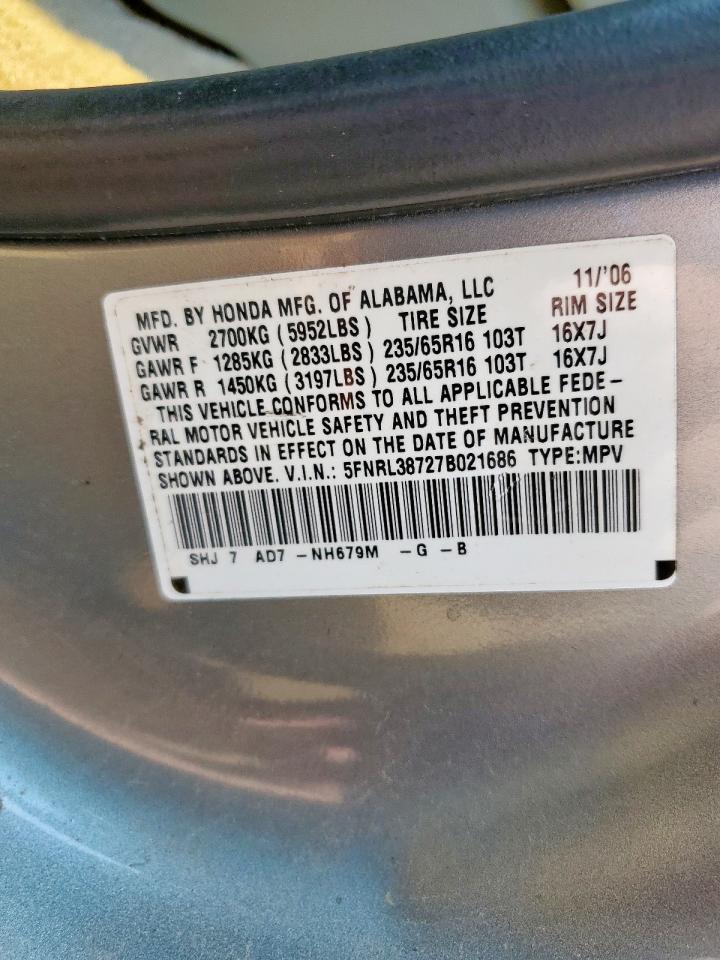 MFD. BY HONDA MFG. OF ALABAMA, LLC 11/'06
GVWR 2700KG (5952LBS) TIRE SIZE RIM SIZE
GAWR F 1285KG (2833LBS) 235/65R16 103T 16X7J
GAWR R 1450KG (3197LBS) 235/65R16 103T 16X7J
THIS VEHICLE CONFORMS TO ALL APPLICABLE FEDE-
RAL MOTOR VEHICLE SAFETY AND THEFT PREVENTION
STANDARDS IN EFFECT ON THE DATE OF MANUFACTURE
SHOWN ABOVE. V.I.N.: 5FNRL38727B021686 TYPE:MPV
SHJ 7 AD7 -NH679M -G -B